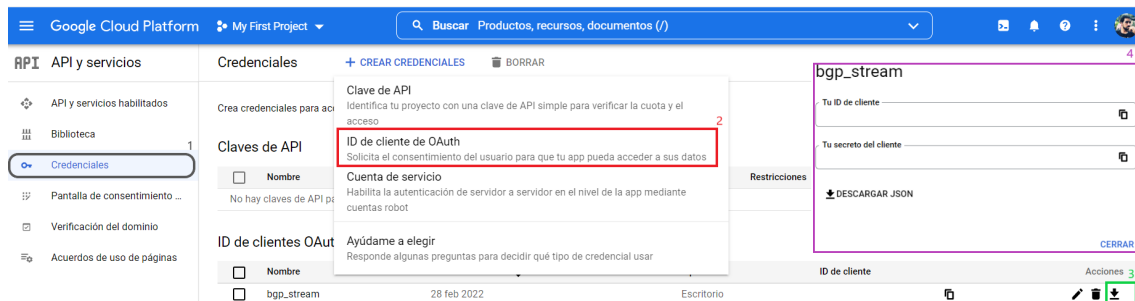 Google Cloud Platform My First Project Buscar Productos, recursos, documentos (/)
API API y servicios
API y servicios habilitados
Biblioteca
1
Credenciales
Pantalla de consentimiento ...
Verificación del dominio
Acuerdos de uso de páginas
Credenciales + CREAR CREDENCIALES BORRAR
Crea credenciales para acc
Claves de API
Nombre Restricciones
No hay claves de API pa
Clave de API
Identifica tu proyecto con una clave de API simple para verificar la cuota y el
acceso
2
ID de cliente de OAuth
Solicita el consentimiento del usuario para que tu app pueda acceder a sus datos
Cuenta de servicio
Habilita la autenticación de servidor a servidor en el nivel de la app mediante
cuentas robot
Ayúdame a elegir
Responde algunas preguntas para decidir qué tipo de credencial usar
ID de clientes OAut
Nombre ID de cliente Acciones 3
bgp_stream 28 feb 2022 Escritorio
4
bgp_stream
Tu ID de cliente
Tu secreto del cliente
DESCARGAR JSON
CERRAR